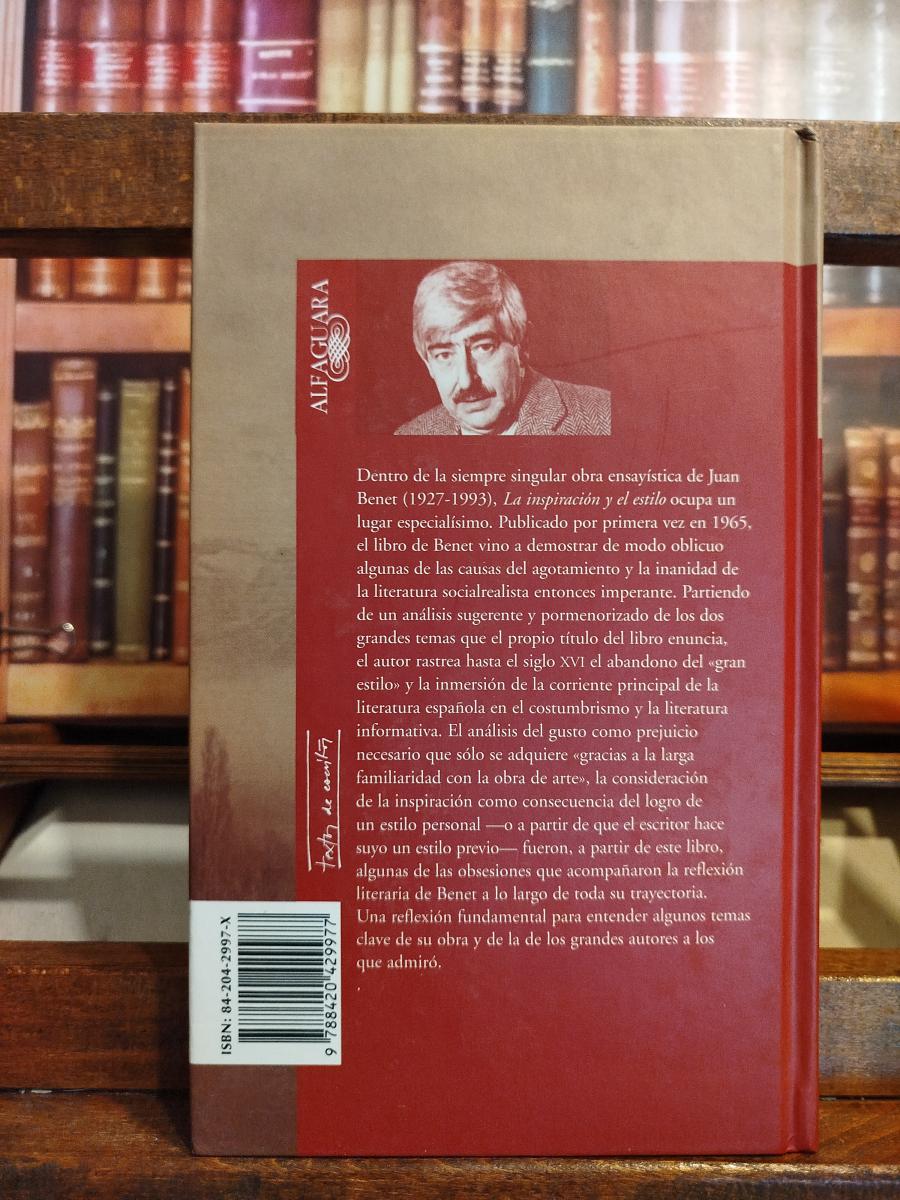 ALFAGUARA
Dentro de la siempre singular obra ensayística de Juan
Benet (1927-1993), La inspiración y el estilo ocupa un
lugar especialísimo. Publicado por primera vez en 1965,
el libro de Benet vino a demostrar de modo oblicuo
algunas de las causas del agotamiento y la inanidad de
la literatura socialrealista entonces imperante. Partiendo
de un análisis sugerente y pormenorizado de los dos
grandes temas que el propio título del libro enuncia,
el autor rastrea hasta el siglo XVI el abandono del «gran
estilo» y la inmersión de la corriente principal de la
literatura española en el costumbrismo y la literatura
informativa. El análisis del gusto como prejuicio
necesario que sólo se adquiere «gracias a la larga
familiaridad con la obra de arte», la consideración
de la inspiración como consecuencia del logro de
un estilo personal —o a partir de que el escritor hace
suyo un estilo previo— fueron, a partir de este libro,
algunas de las obsesiones que acompañaron la reflexión
literaria de Benet a lo largo de toda su trayectoria.
Una reflexión fundamental para entender algunos temas
clave de su obra y de la de los grandes autores a los
que admiró.
textos de escritor
ISBN: 84-204-2997-X
9 788420 429977